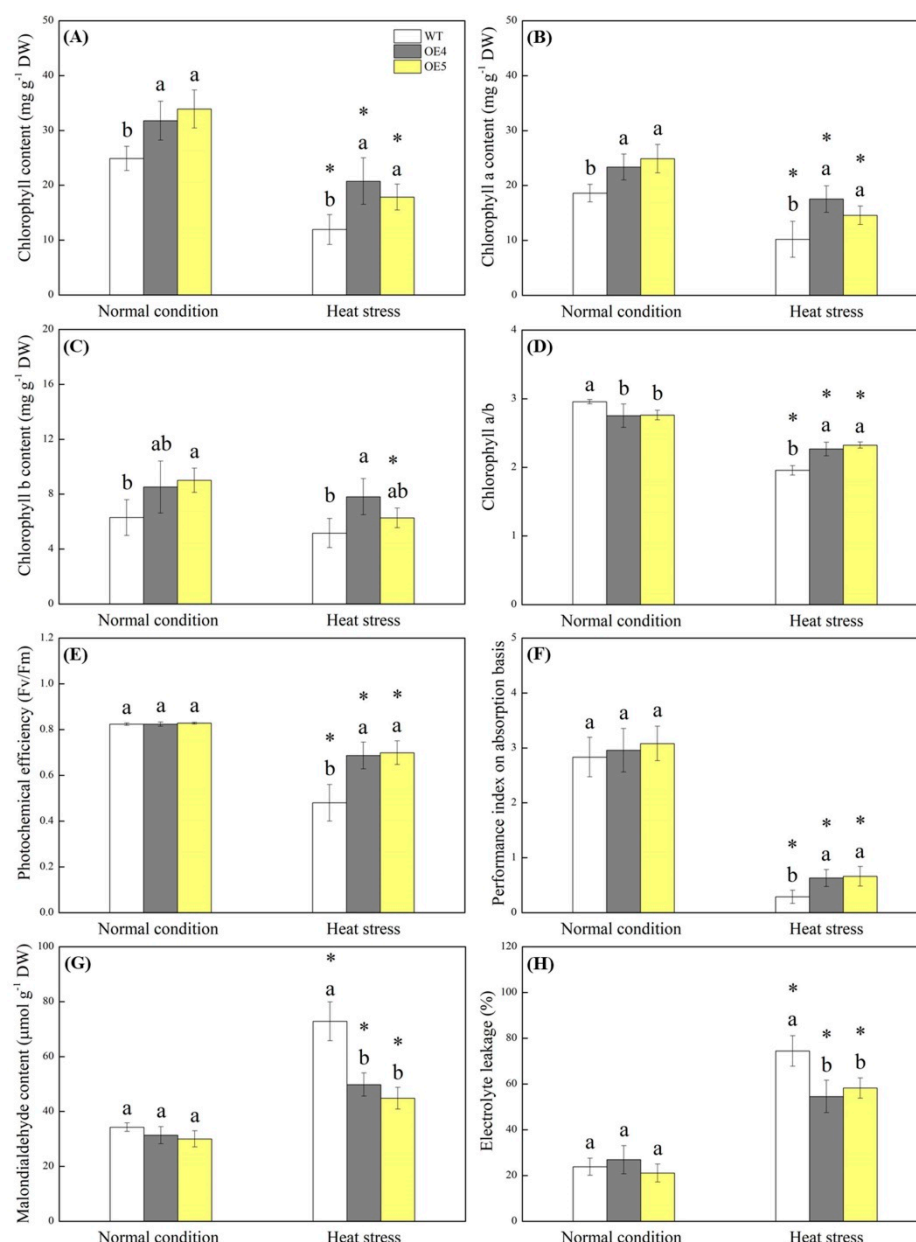 (A)
WT
OE4
OE5
Chlorophyll content (mg g⁻¹ DW)
50
40
30
20
10
0
b a a
* * *
b a a
Normal condition Heat stress
(B)
Chlorophyll a content (mg g⁻¹ DW)
50
40
30
20
10
0
b a a
* * *
b a a
Normal condition Heat stress
(C)
Chlorophyll b content (mg g⁻¹ DW)
20
16
12
8
4
0
b ab a
*
b a ab
Normal condition Heat stress
(D)
Chlorophyll a/b
4
3
2
1
0
a b b
* * *
b a a
Normal condition Heat stress
(E)
Photochemical efficiency (Fv/Fm)
1.2
1.0
0.8
0.6
0.4
0.2
0.0
a a a
* * *
b a a
Normal condition Heat stress
(F)
Performance index on absorption basis
5
4
3
2
1
0
a a a
* * *
b a a
Normal condition Heat stress
(G)
Malondialdehyde content (μmol g⁻¹ DW)
100
80
60
40
20
0
a a a
* * *
a b b
Normal condition Heat stress
(H)
Electrolyte leakage (%)
120
100
80
60
40
20
0
a a a
* * *
a b b
Normal condition Heat stress